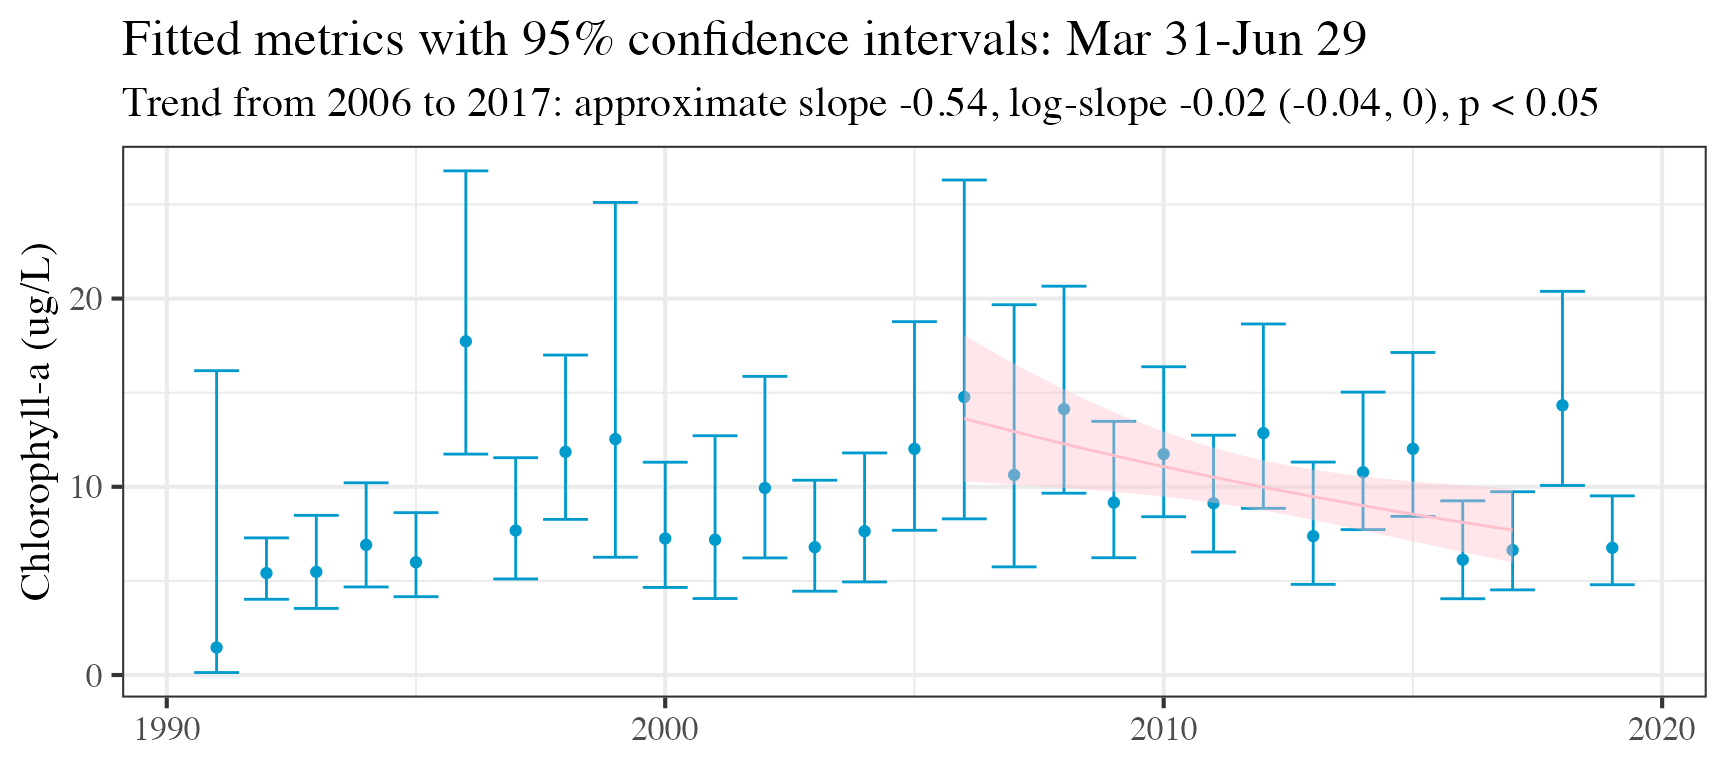 Fitted metrics with 95% confidence intervals: Mar 31-Jun 29
Trend from 2006 to 2017: approximate slope -0.54, log-slope -0.02 (-0.04, 0), p < 0.05
Chlorophyll-a (ug/L)
20
10
0
1990
2000
2010
2020